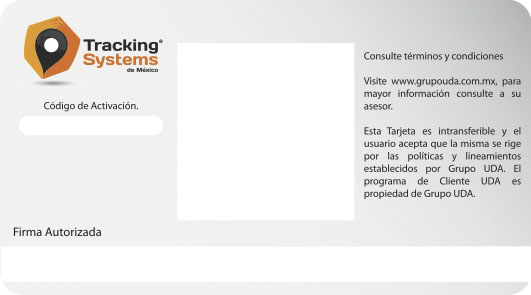 Tracking®
Systems
de México
Código de Activación.
Firma Autorizada
Consulte términos y condiciones
Visite www.grupouda.com.mx, para
mayor información consulte a su
asesor.
Esta Tarjeta es intransferible y el
usuario acepta que la misma se rige
por las políticas y lineamientos
establecidos por Grupo UDA. El
programa de Cliente UDA es
propiedad de Grupo UDA.